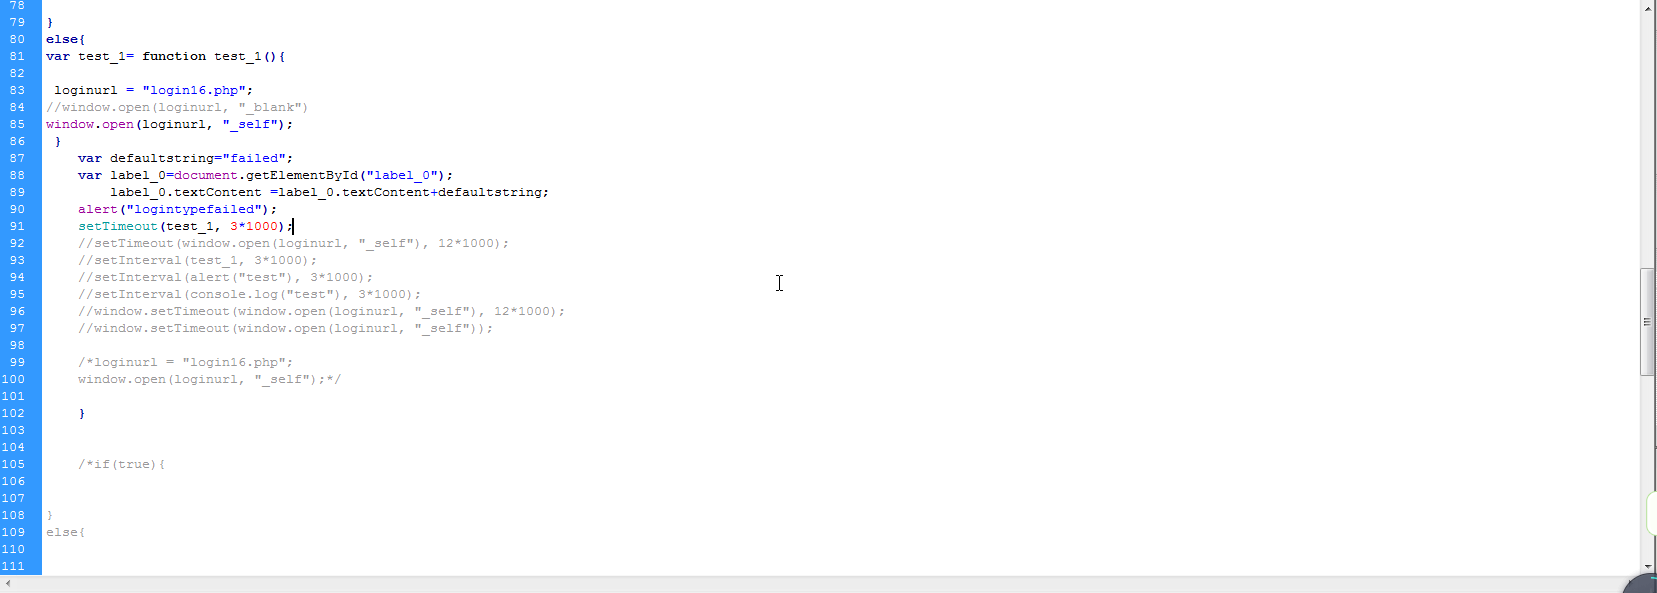 78
79 }
80 else{
81 var test_1= function test_1(){
82
83 loginurl = "login16.php";
84 //window.open(loginurl, "_blank")
85 window.open(loginurl, "_self");
86 }
87 var defaultstring="failed";
88 var label_0=document.getElementById("label_0");
89 label_0.textContent =label_0.textContent+defaultstring;
90 alert("logintypefailed");
91 setTimeout(test_1, 3*1000);
92 //setTimeout(window.open(loginurl, "_self"), 12*1000);
93 //setInterval(test_1, 3*1000);
94 //setInterval(alert("test"), 3*1000);
95 //setInterval(console.log("test"), 3*1000);
96 //window.setTimeout(window.open(loginurl, "_self"), 12*1000);
97 //window.setTimeout(window.open(loginurl, "_self"));
98
99 /*loginurl = "login16.php";
100 window.open(loginurl, "_self");*/
101
102 }
103
104
105 /*if(true){
106
107
108 }
109 else{
110
111